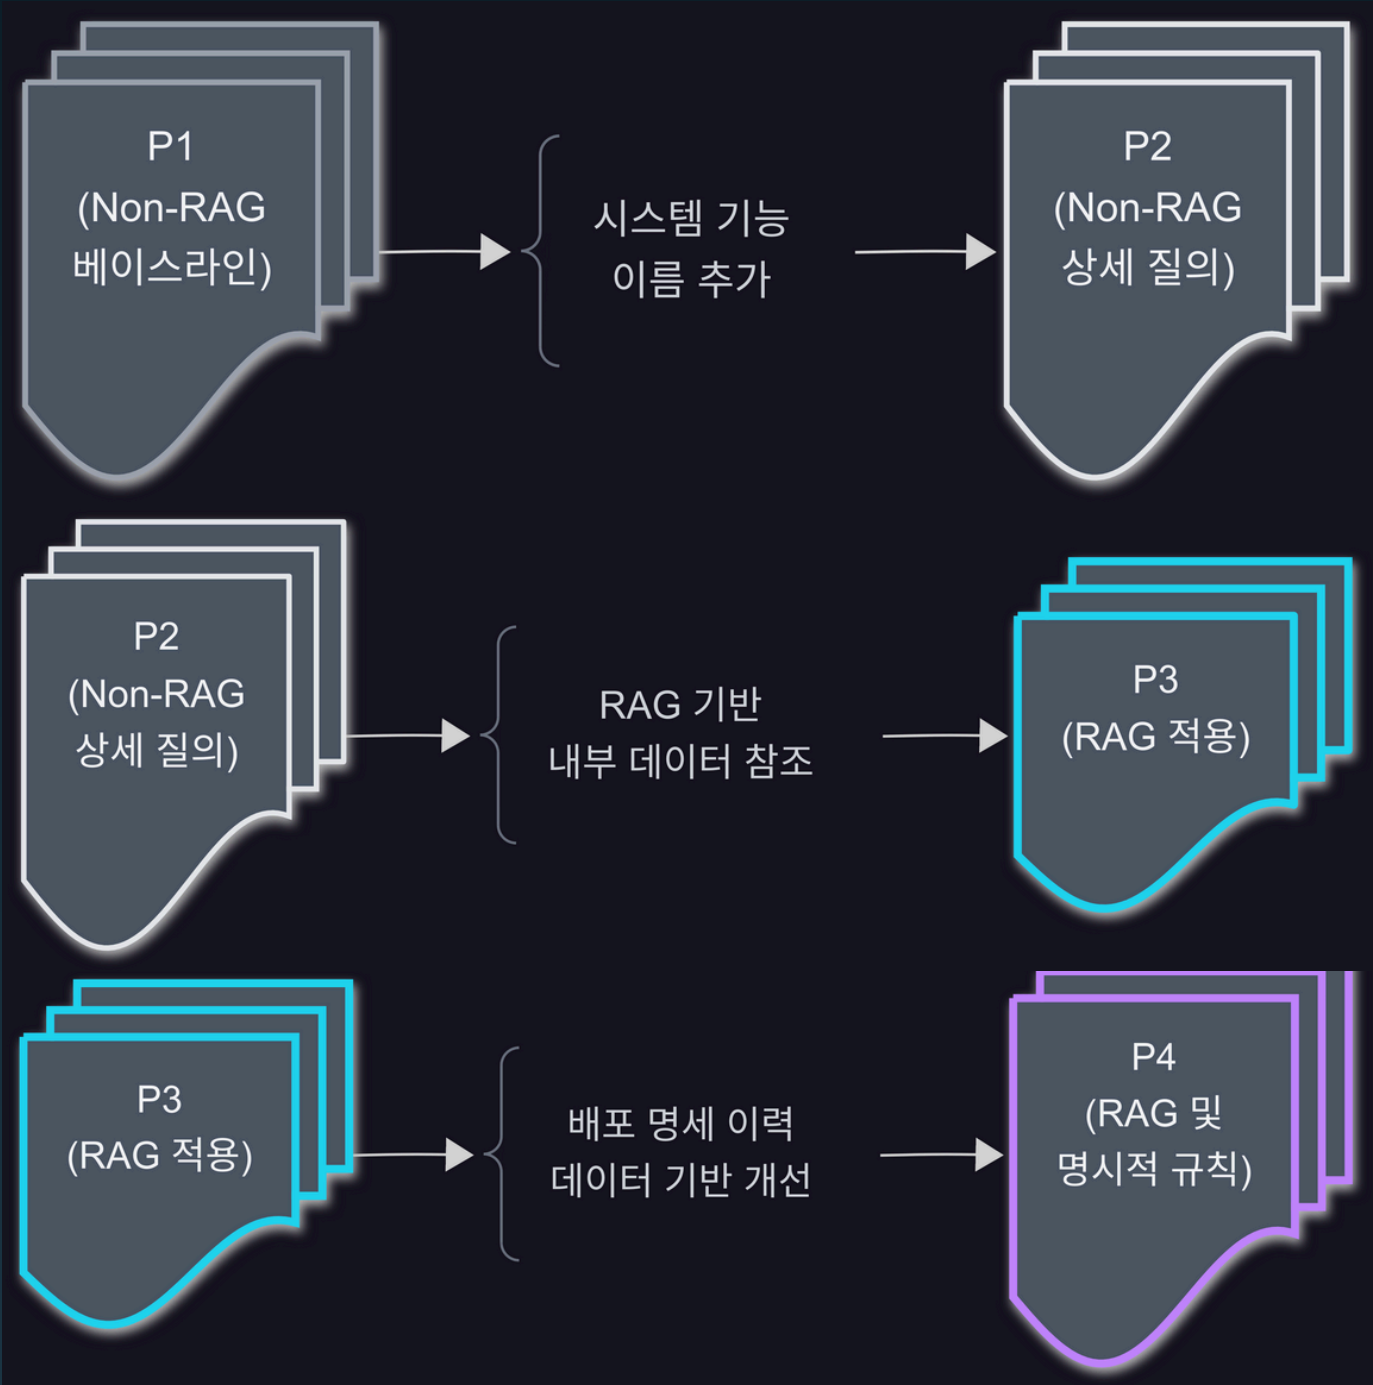 P1
(Non-RAG
베이스라인)
시스템 기능
이름 추가
P2
(Non-RAG
상세 질의)
P2
(Non-RAG
상세 질의)
RAG 기반
내부 데이터 참조
P3
(RAG 적용)
P3
(RAG 적용)
배포 명세 이력
데이터 기반 개선
P4
(RAG 및
명시적 규칙)